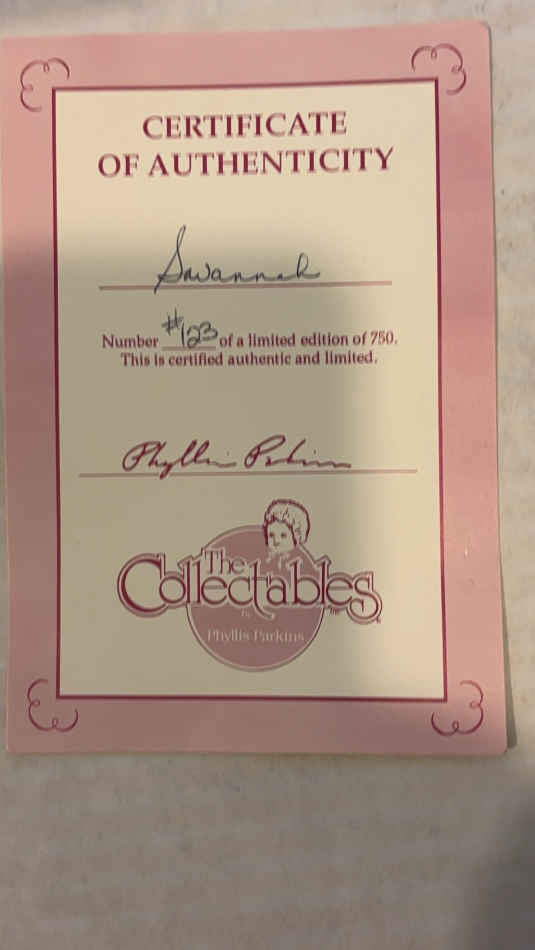 CERTIFICATE
OF AUTHENTICITY
Savannah
Number #123 of a limited edition of 750.
This is certified authentic and limited.
Phyllis Parkins
The
Collectables
Phyllis Parkins